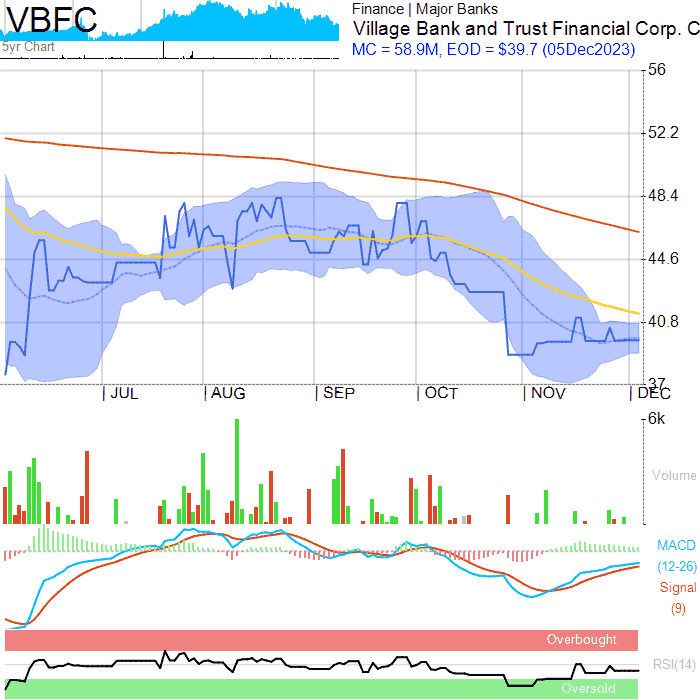 VBFC
5yr Chart
Finance | Major Banks
Village Bank and Trust Financial Corp. C
MC = 58.9M, EOD = $39.7 (05Dec2023)
56
52.2
48.4
44.6
40.8
37
JUL
AUG
SEP
OCT
NOV
DEC
6k
Volume
MACD
(12-26)
Signal
(9)
Overbought
RSI(14)
Oversold